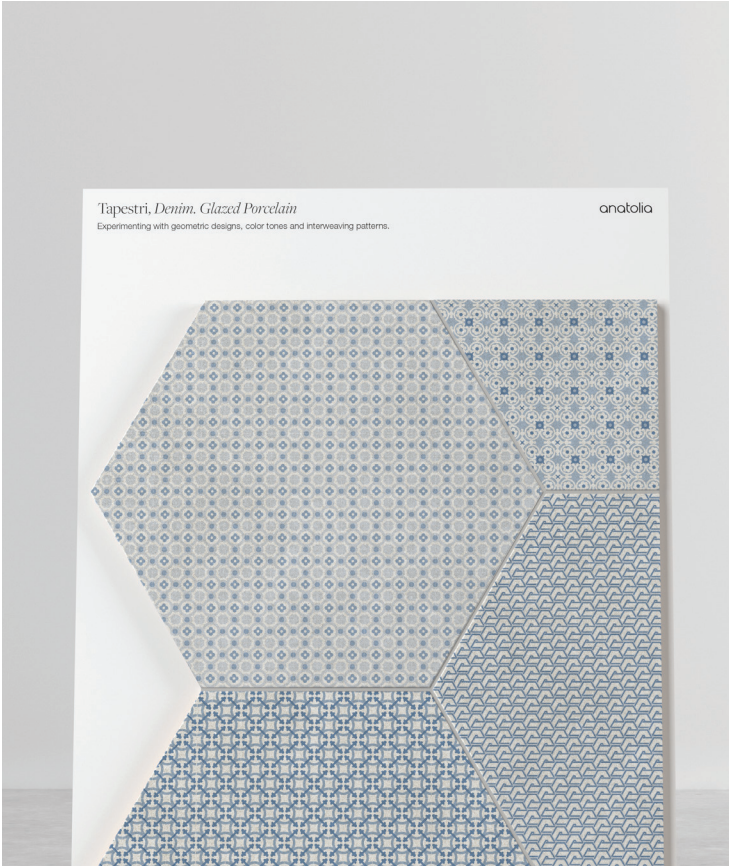 Tapestri, Denim. Glazed Porcelain
anatolia
Experimenting with geometric designs, color tones and interweaving patterns.